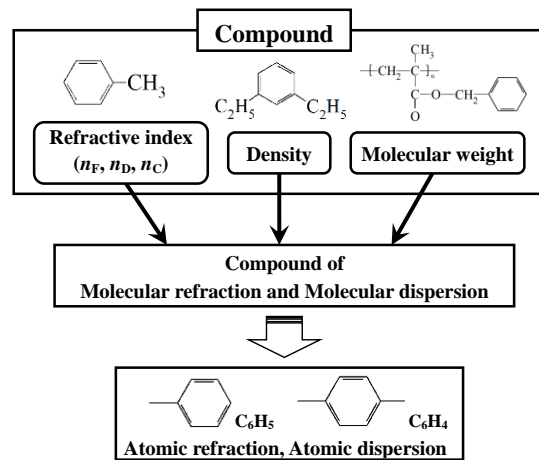 Compound
CH₃
C₂H₅ C₂H₅
CH₃
-(-CH₂-C-)-n
C-O-CH₂
O
Refractive index
(nF, nD, nC)
Density
Molecular weight
Compound of
Molecular refraction and Molecular dispersion
C₆H₅ C₆H₄
Atomic refraction, Atomic dispersion